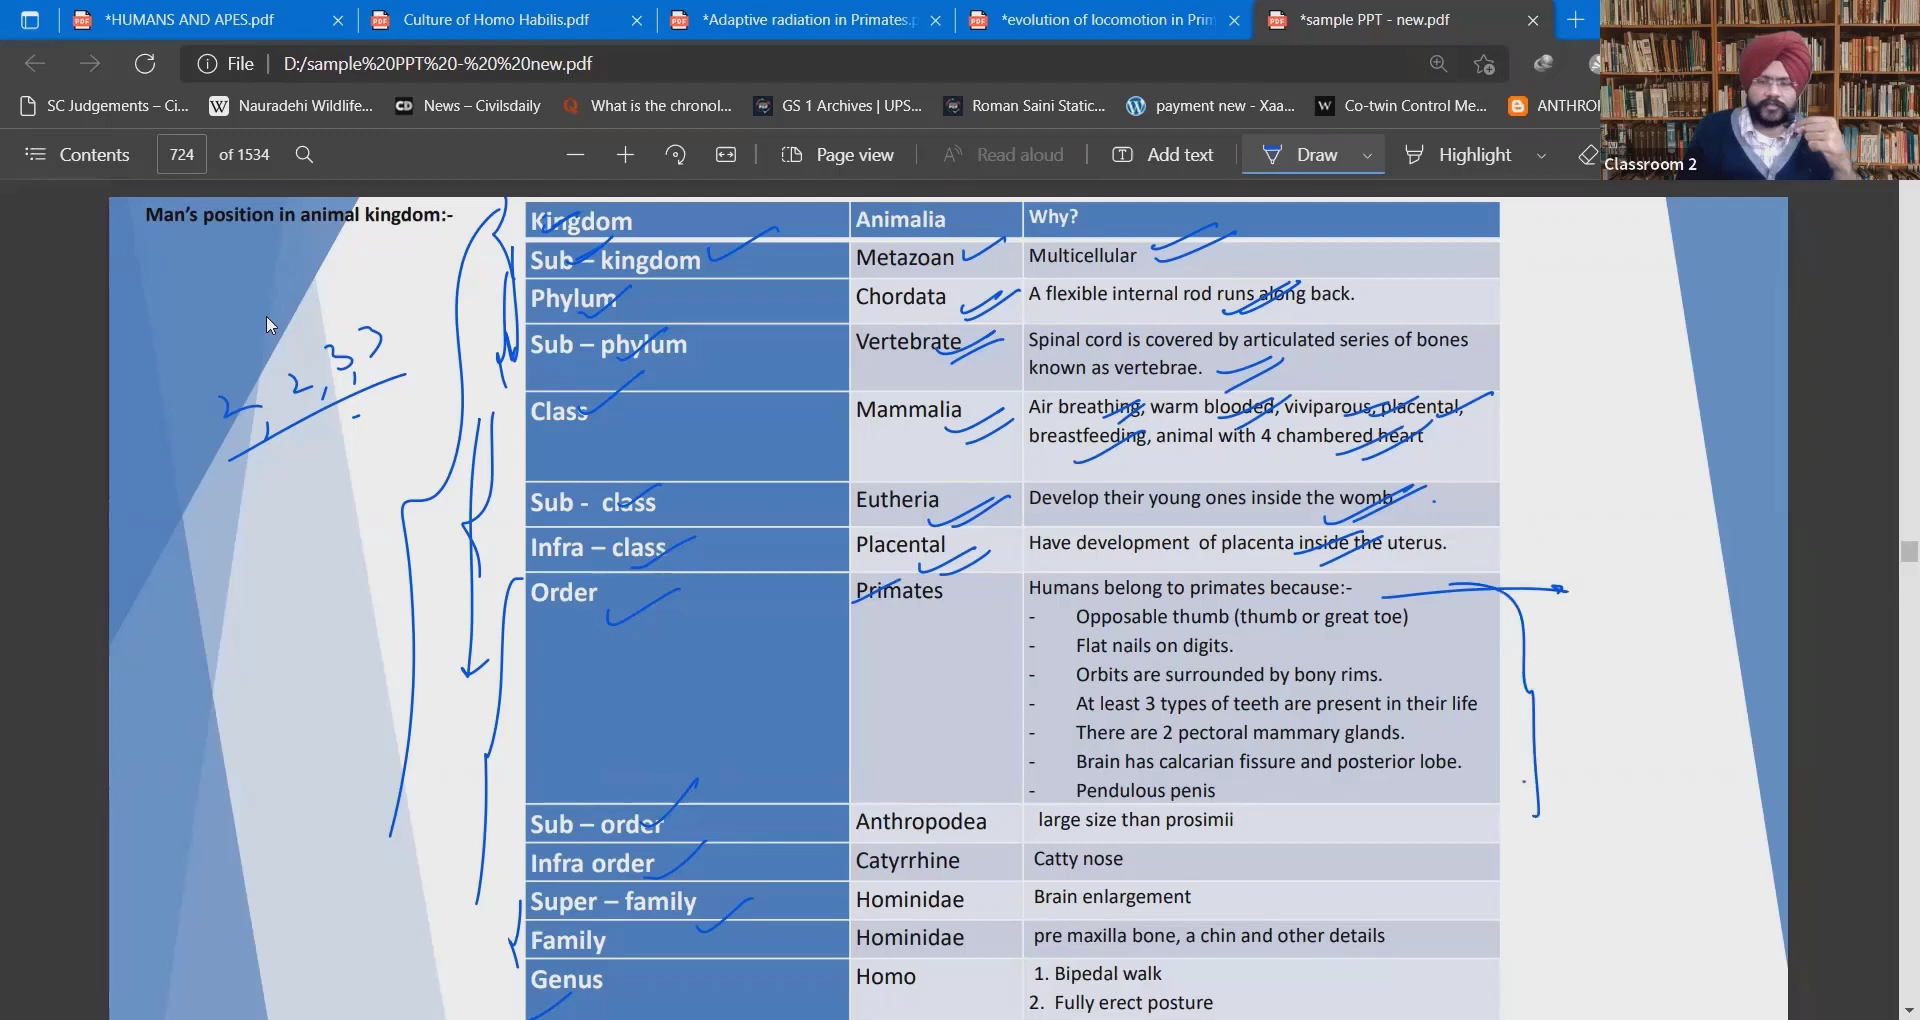 *HUMANS AND APES.pdf
Culture of Homo Habilis.pdf
*Adaptive radiation in Primates.p
*evolution of locomotion in Prim
*sample PPT - new.pdf
File
D:/sample%20PPT%20-%20%20new.pdf
SC Judgements – Ci...
Nauradehi Wildlife...
CD
News – Civilsdaily
What is the chronol...
GS 1 Archives | UPS...
Roman Saini Static...
payment new - Xaa...
Co-twin Control Me...
ANTHRO
Contents
724
of 1534
Page view
Read aloud
Add text
Draw
Highlight
Classroom 2
Man's position in animal kingdom:-
Kingdom Animalia Why?
Sub – kingdom Metazoan Multicellular
Phylum Chordata A flexible internal rod runs along back.
Sub – phylum Vertebrate Spinal cord is covered by articulated series of bones
known as vertebrae.
Class Mammalia Air breathing, warm blooded, viviparous, placental,
breastfeeding, animal with 4 chambered heart
Sub - class Eutheria Develop their young ones inside the womb
Infra – class Placental Have development of placenta inside the uterus.
Order Primates Humans belong to primates because:-
- Opposable thumb (thumb or great toe)
- Flat nails on digits.
- Orbits are surrounded by bony rims.
- At least 3 types of teeth are present in their life
- There are 2 pectoral mammary glands.
- Brain has calcarian fissure and posterior lobe.
- Pendulous penis
Sub – order Anthropodea large size than prosimii
Infra order Catyrrhine Catty nose
Super – family Hominidae Brain enlargement
Family Hominidae pre maxilla bone, a chin and other details
Genus Homo 1. Bipedal walk
2. Fully erect posture